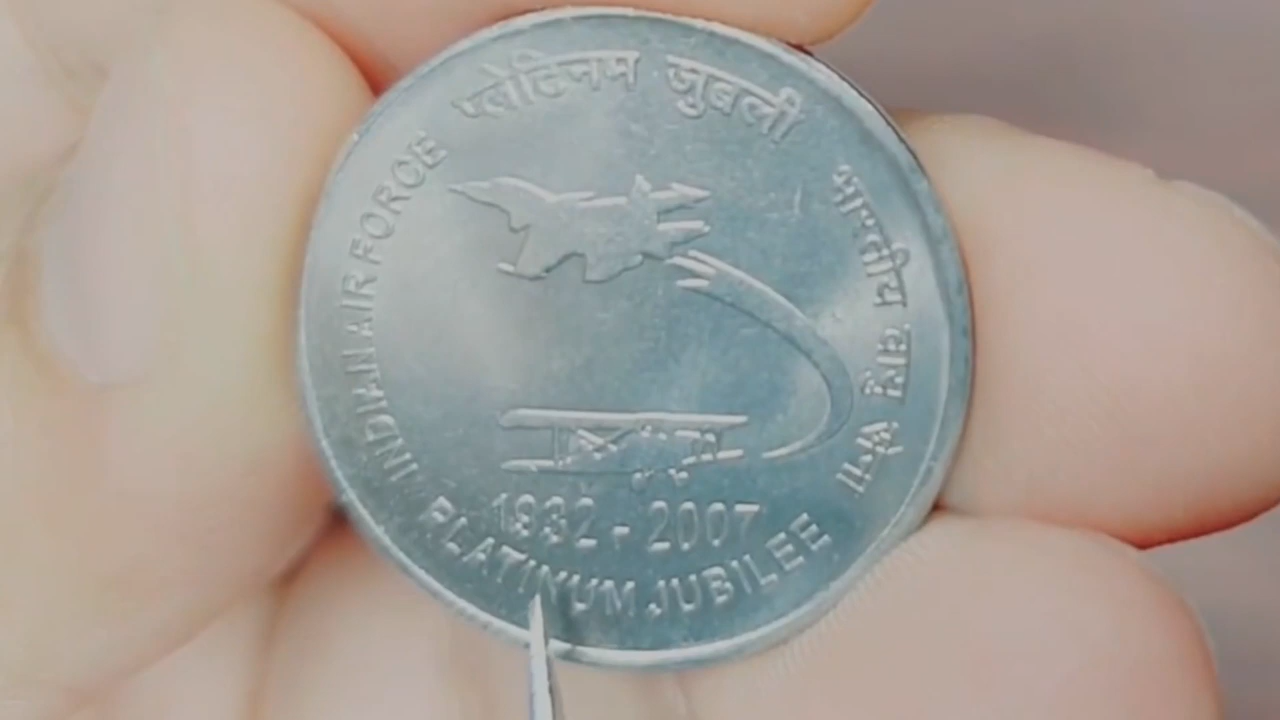 प्लेटिनम जुबली
INDIAN AIR FORCE
भारतीय वायु सेना
1932-2007
PLATINUM JUBILEE